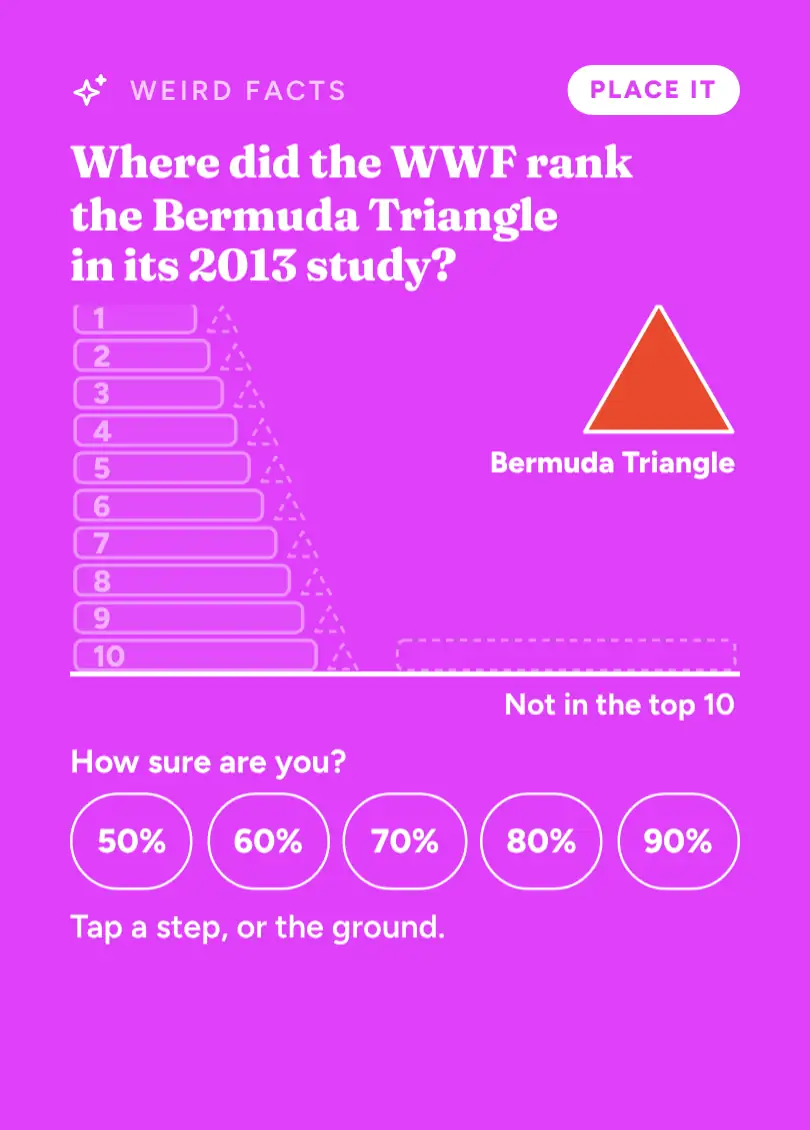 WEIRD FACTS
PLACE IT
Where did the WWF rank
the Bermuda Triangle
in its 2013 study?
1
2
3
4
5
6
7
8
9
10
Bermuda Triangle
Not in the top 10
How sure are you?
50%
60%
70%
80%
90%
Tap a step, or the ground.